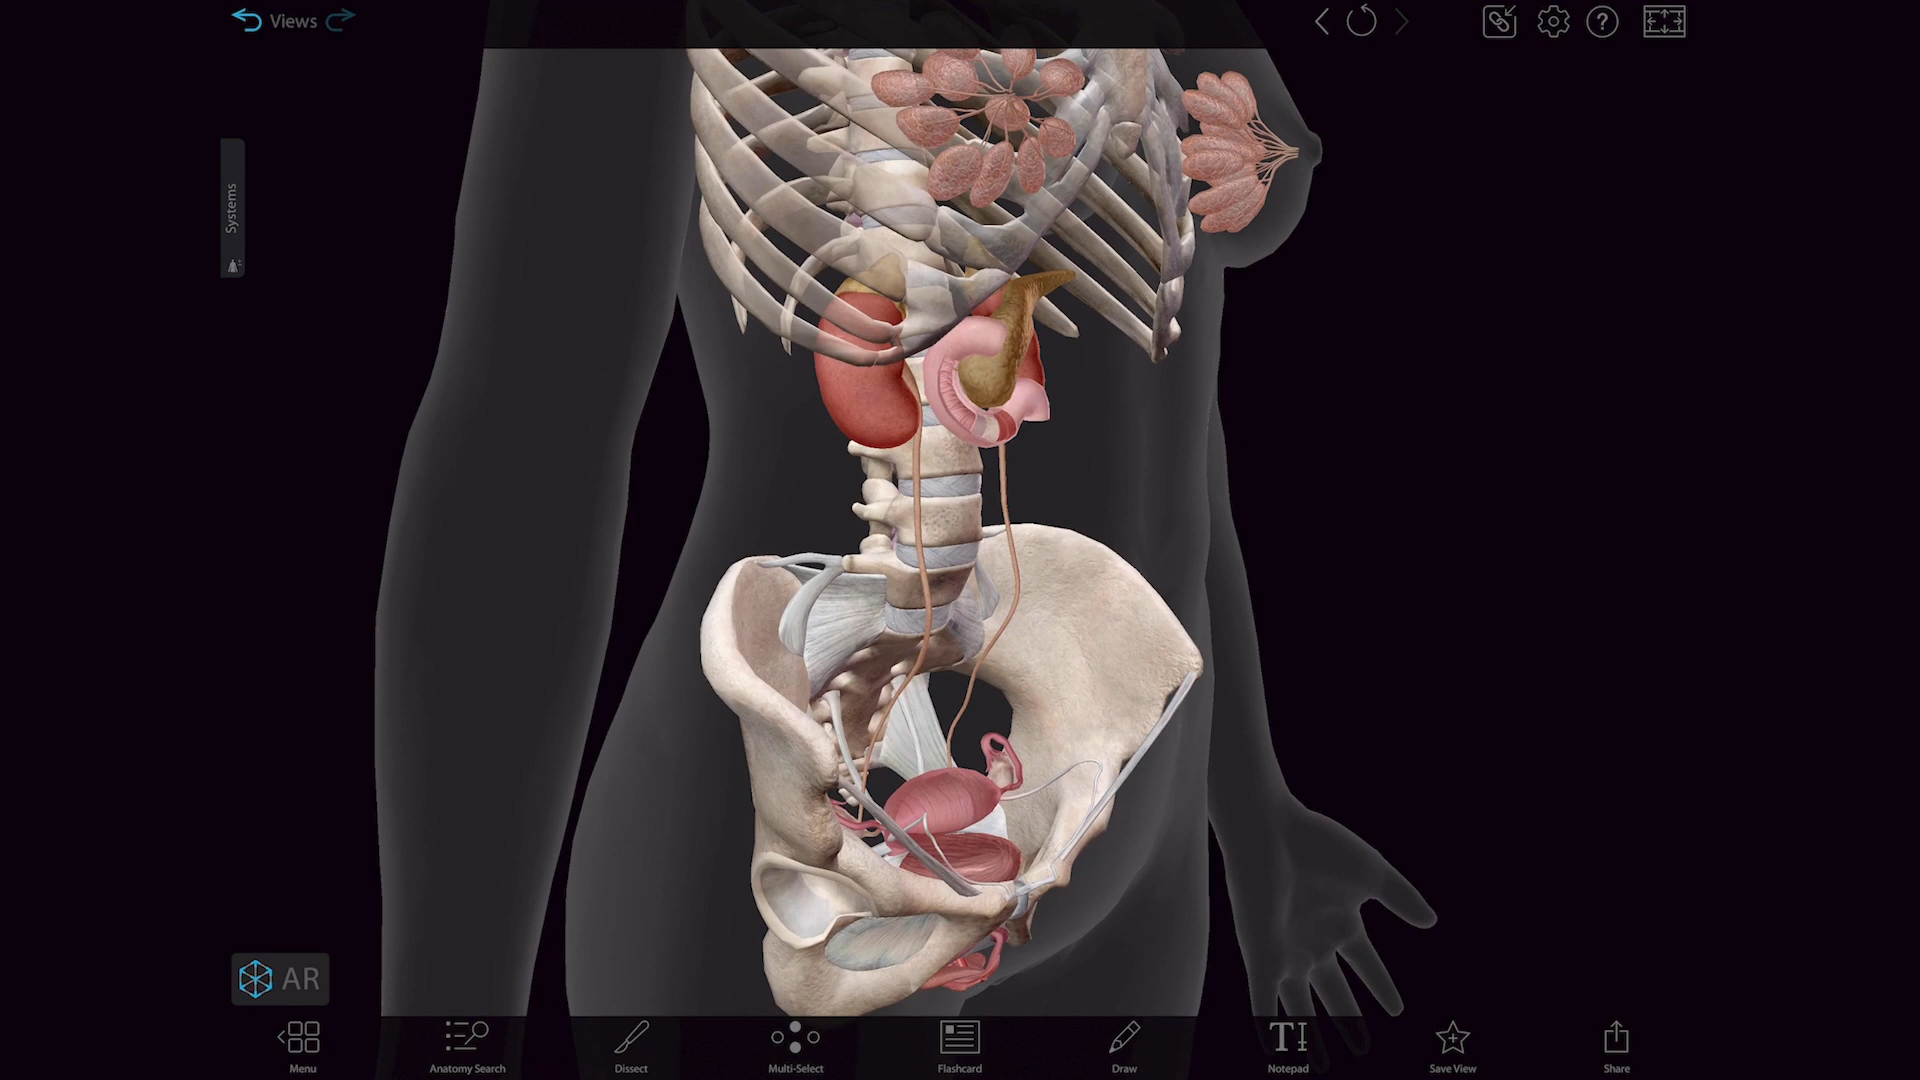 Views
Systems
AR
Menu
Anatomy Search
Dissect
Multi-Select
Flashcard
Draw
Notepad
Save View
Share